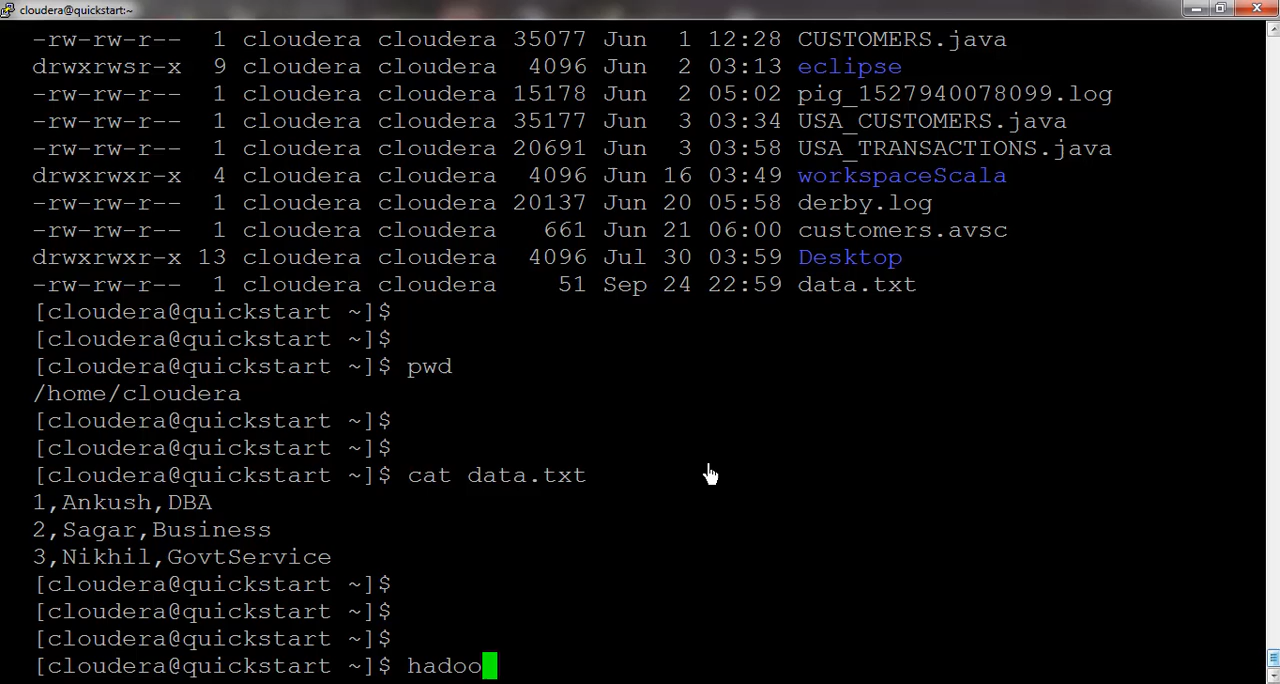 cloudera@quickstart:~
-rw-rw-r-- 1 cloudera cloudera 35077 Jun 1 12:28 CUSTOMERS.java
drwxrwsr-x 9 cloudera cloudera 4096 Jun 2 03:13 eclipse
-rw-rw-r-- 1 cloudera cloudera 15178 Jun 2 05:02 pig_1527940078099.log
-rw-rw-r-- 1 cloudera cloudera 35177 Jun 3 03:34 USA_CUSTOMERS.java
-rw-rw-r-- 1 cloudera cloudera 20691 Jun 3 03:58 USA_TRANSACTIONS.java
drwxrwxr-x 4 cloudera cloudera 4096 Jun 16 03:49 workspaceScala
-rw-rw-r-- 1 cloudera cloudera 20137 Jun 20 05:58 derby.log
-rw-rw-r-- 1 cloudera cloudera 661 Jun 21 06:00 customers.avsc
drwxrwxr-x 13 cloudera cloudera 4096 Jul 30 03:59 Desktop
-rw-rw-r-- 1 cloudera cloudera 51 Sep 24 22:59 data.txt
[cloudera@quickstart ~]$
[cloudera@quickstart ~]$
[cloudera@quickstart ~]$ pwd
/home/cloudera
[cloudera@quickstart ~]$
[cloudera@quickstart ~]$
[cloudera@quickstart ~]$ cat data.txt
1,Ankush,DBA
2,Sagar,Business
3,Nikhil,GovtService
[cloudera@quickstart ~]$
[cloudera@quickstart ~]$
[cloudera@quickstart ~]$
[cloudera@quickstart ~]$ hadoo